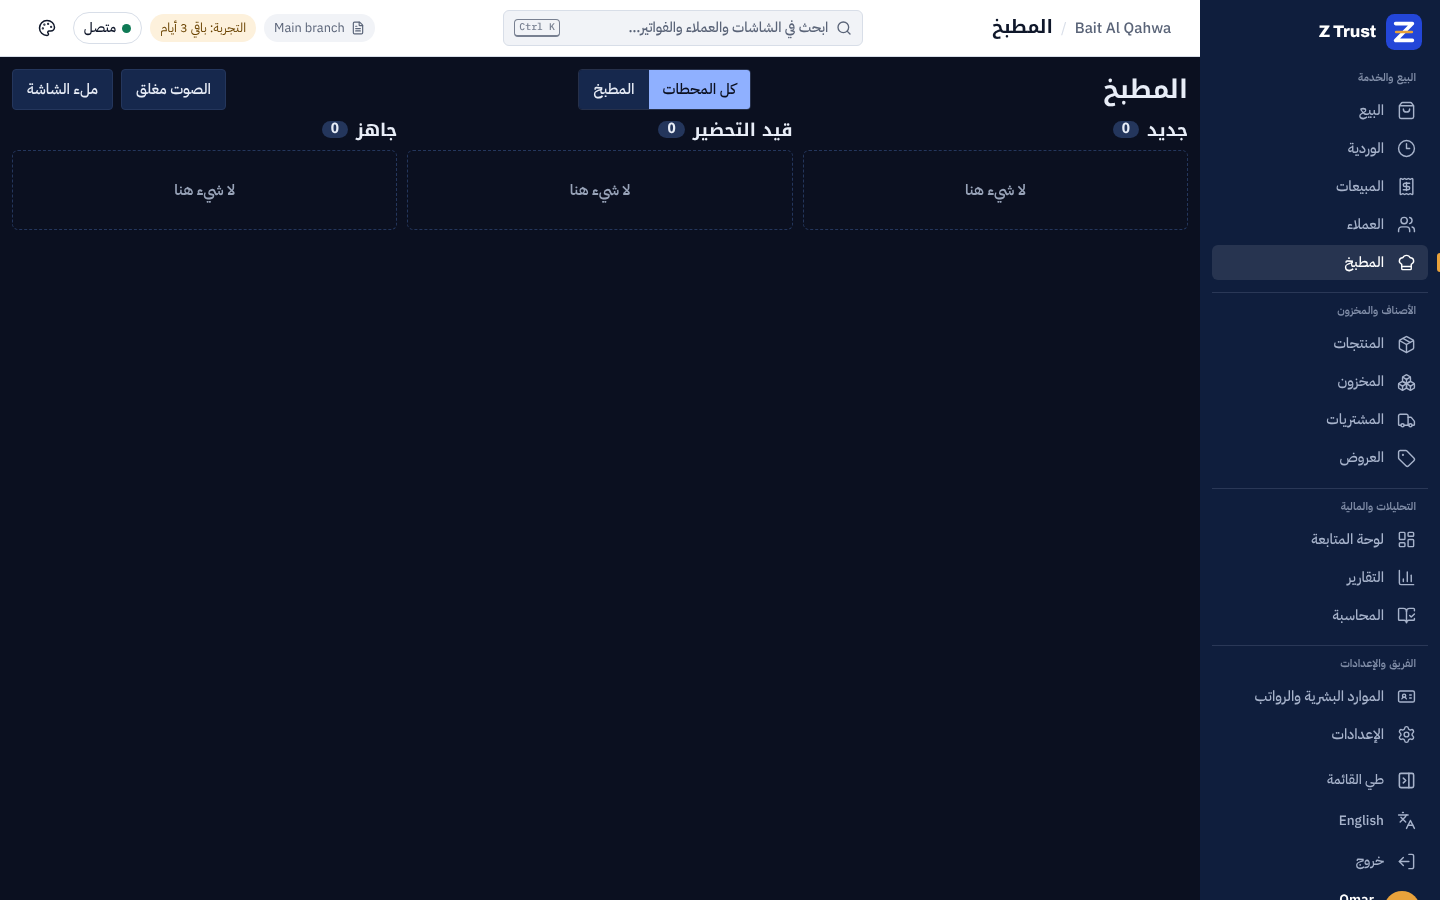 Z Trust
البيع والخدمة
البيع
الوردية
المبيعات
العملاء
المطبخ
الأصناف والمخزون
المنتجات
المخزون
المشتريات
العروض
التحليلات والمالية
لوحة المتابعة
التقارير
المحاسبة
الفريق والإعدادات
الموارد البشرية والرواتب
الإعدادات
طي القائمة
English
خروج
Omar
Bait Al Qahwa / المطبخ
ابحث في الشاشات والعملاء والفواتير...
Ctrl K
Main branch
التجربة: باقي 3 أيام
متصل
المطبخ
كل المحطات
المطبخ
الصوت مغلق
ملء الشاشة
جديد 0
لا شيء هنا
قيد التحضير 0
لا شيء هنا
جاهز 0
لا شيء هنا